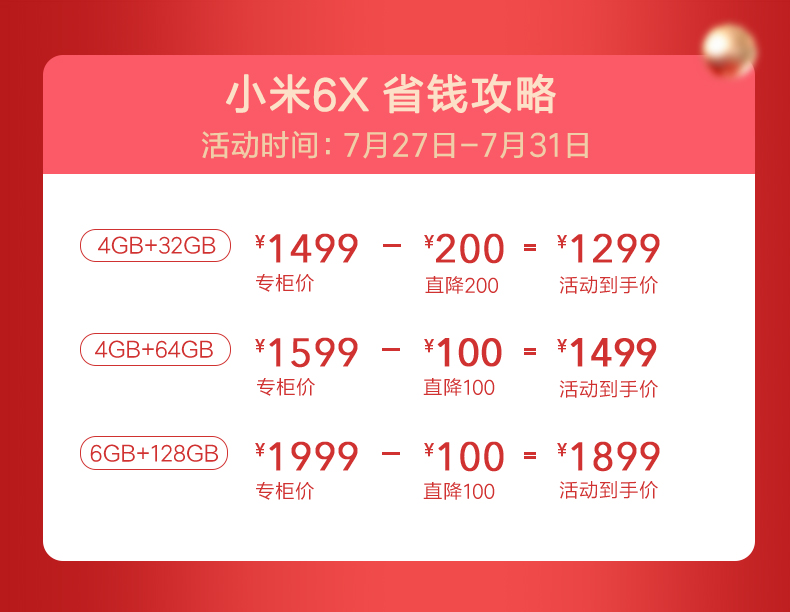 小米6X 省钱攻略
活动时间：7月27日-7月31日
4GB+32GB ¥1499 - ¥200 = ¥1299
专柜价 直降200 活动到手价
4GB+64GB ¥1599 - ¥100 = ¥1499
专柜价 直降100 活动到手价
6GB+128GB ¥1999 - ¥100 = ¥1899
专柜价 直降100 活动到手价